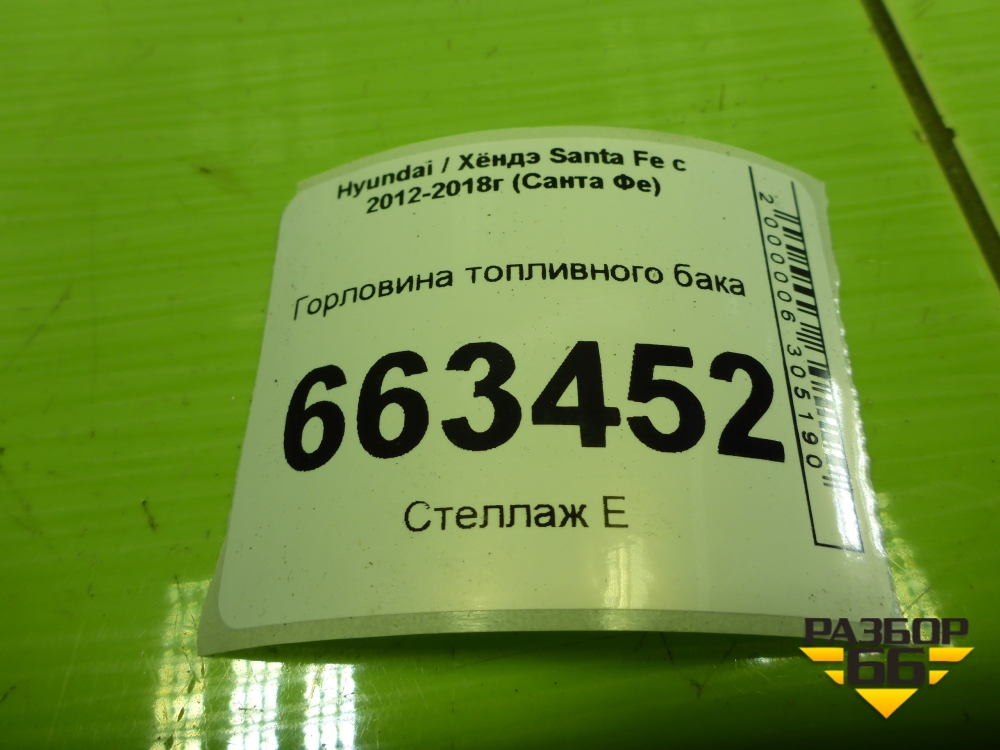 Hyundai / Хёндэ Santa Fe с
2012-2018г (Санта Фе)
Горловина топливного бака
663452
Стеллаж Е
2000006305190
РАЗБОР
66